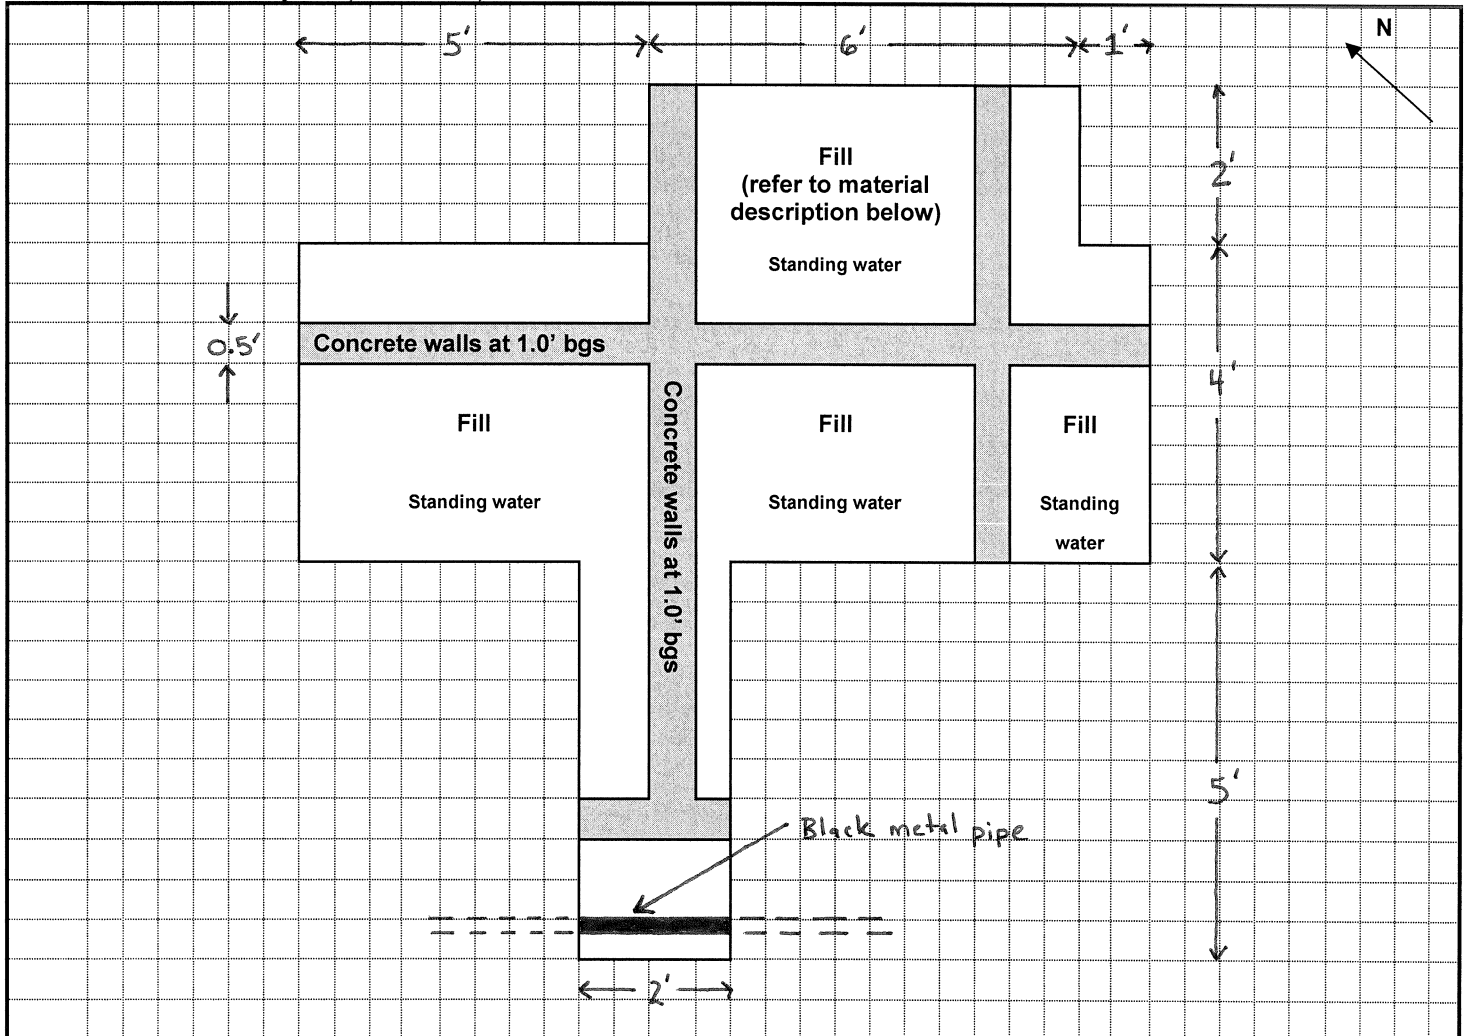 5'
6'
1'
N
Fill
(refer to material
description below)
Standing water
2'
0.5'
Concrete walls at 1.0’ bgs
4'
Concrete walls at 1.0’ bgs
Fill
Standing water
Fill
Standing water
Fill
Standing
water
5'
Black metal pipe
2'